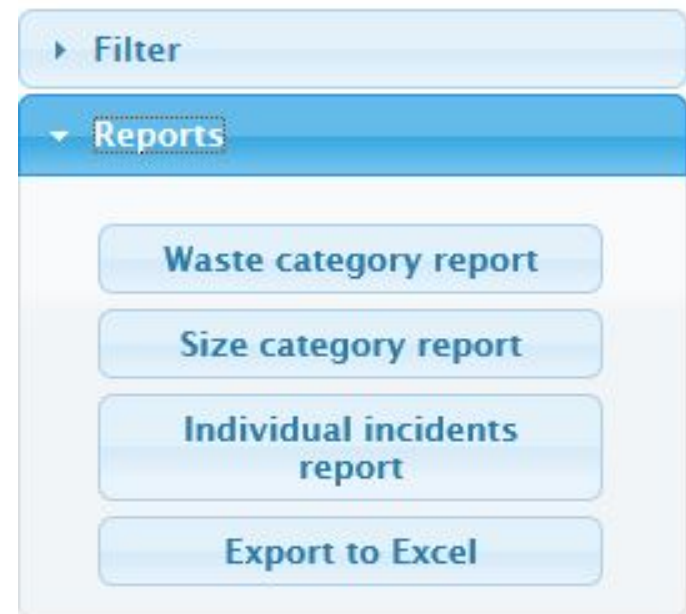 Filter
Reports
Waste category report
Size category report
Individual incidents
report
Export to Excel